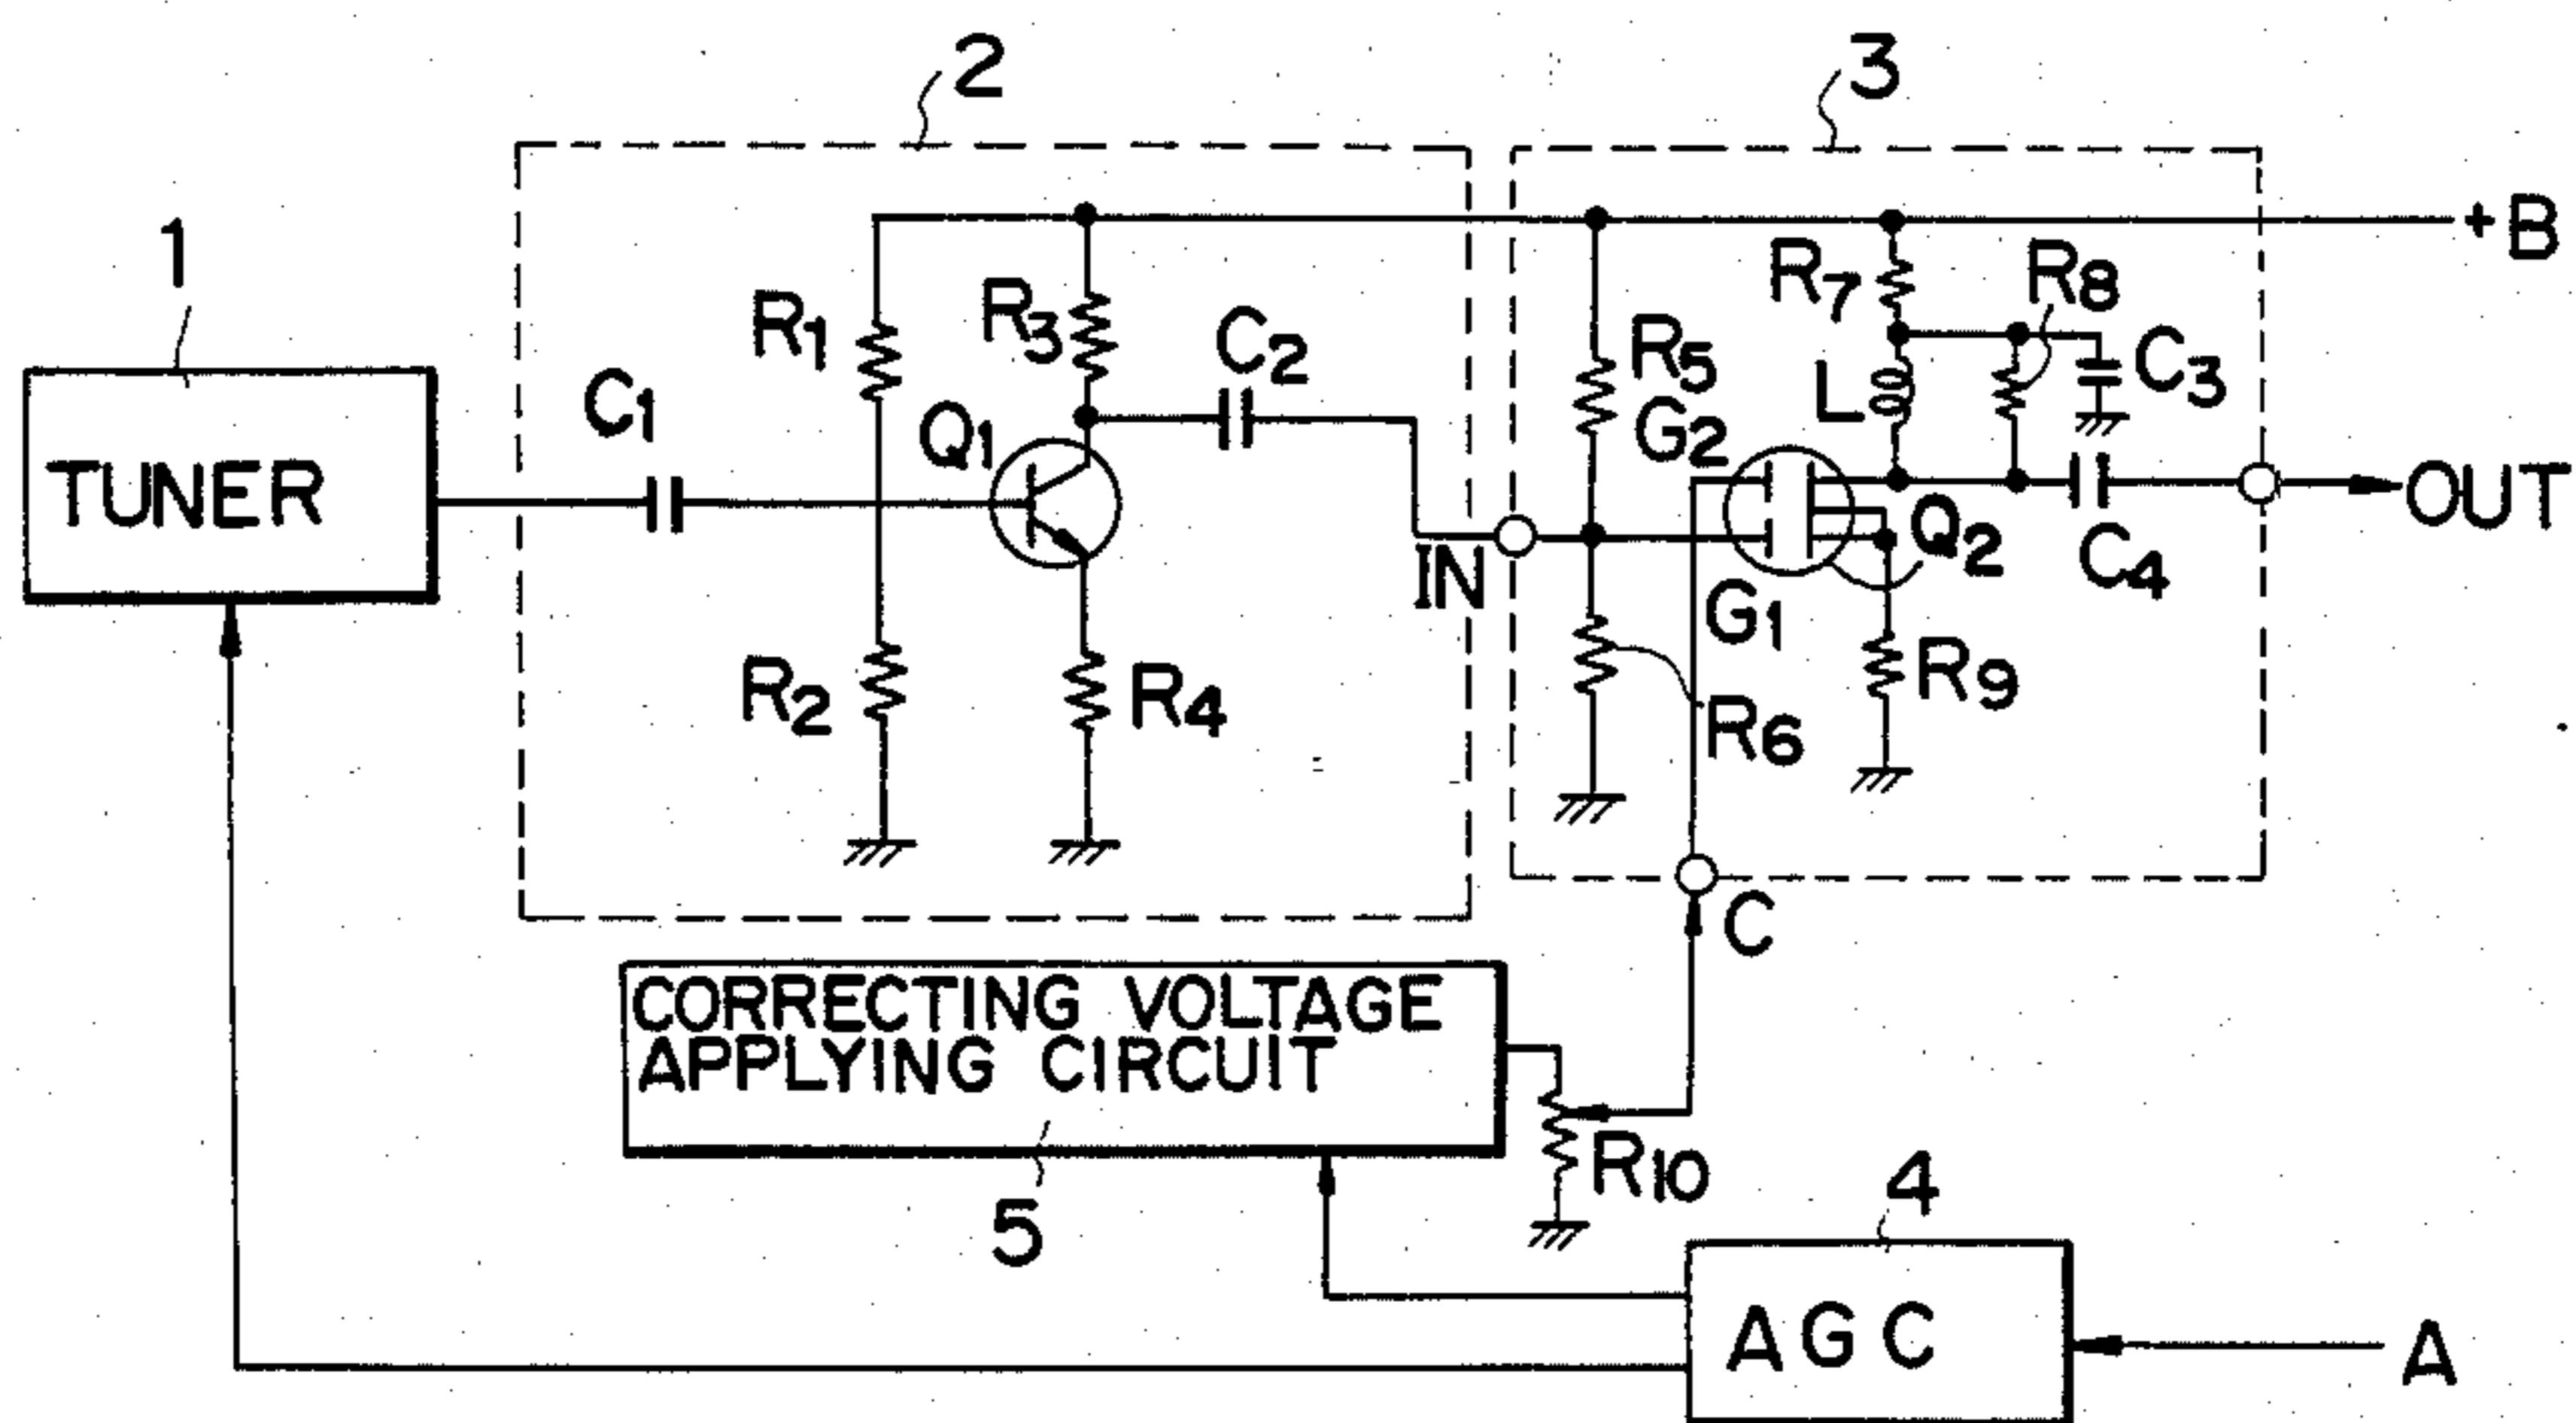 2
3
+B
1
R1
R3
C2
R5
R7
R8
C3
L
C1
Q1
G2
TUNER
OUT
Q2
C4
IN
G1
R2
R4
R6
R9
C
CORRECTING VOLTAGE
APPLYING CIRCUIT
R10
5
4
AGC
A